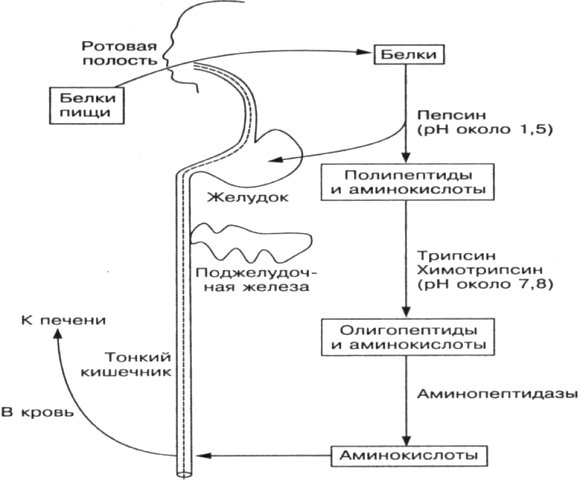 Ротовая
полость
Белки
пищи
Белки
Пепсин
(pH около 1,5)
Полипептиды
и аминокислоты
Желудок
Трипсин
Химотрипсин
(pH около 7,8)
Поджелудоч-
ная железа
Олигопептиды
и аминокислоты
К печени
Тонкий
кишечник
Аминопептидазы
В кровь
Аминокислоты